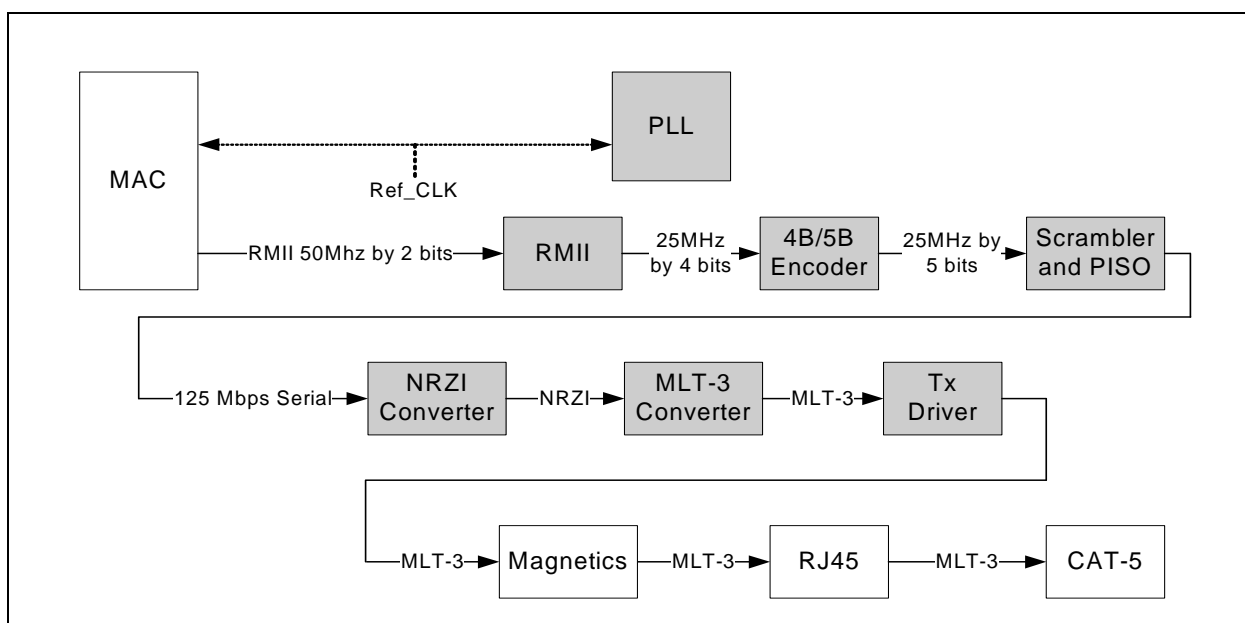 PLL
MAC
Ref_CLK
RMII 50Mhz by 2 bits
RMII
25MHz
by 4 bits
4B/5B
Encoder
25MHz by
5 bits
Scrambler
and PISO
125 Mbps Serial
NRZI
Converter
NRZI
MLT-3
Converter
MLT-3
Tx
Driver
MLT-3
Magnetics
MLT-3
RJ45
MLT-3
CAT-5